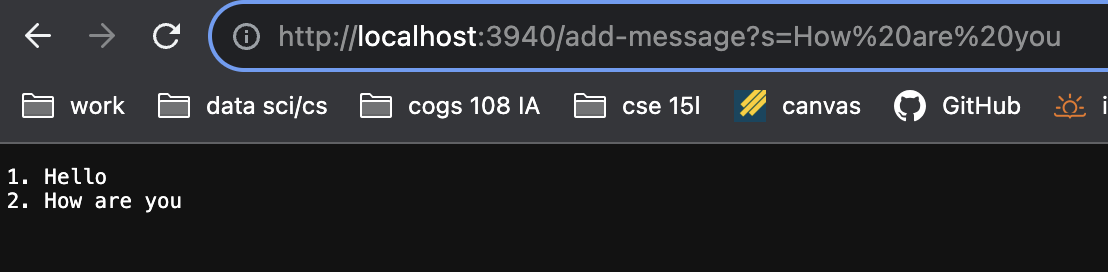 http://localhost:3940/add-message?s=How%20are%20you
work data sci/cs cogs 108 IA cse 15l canvas GitHub
1. Hello
2. How are you